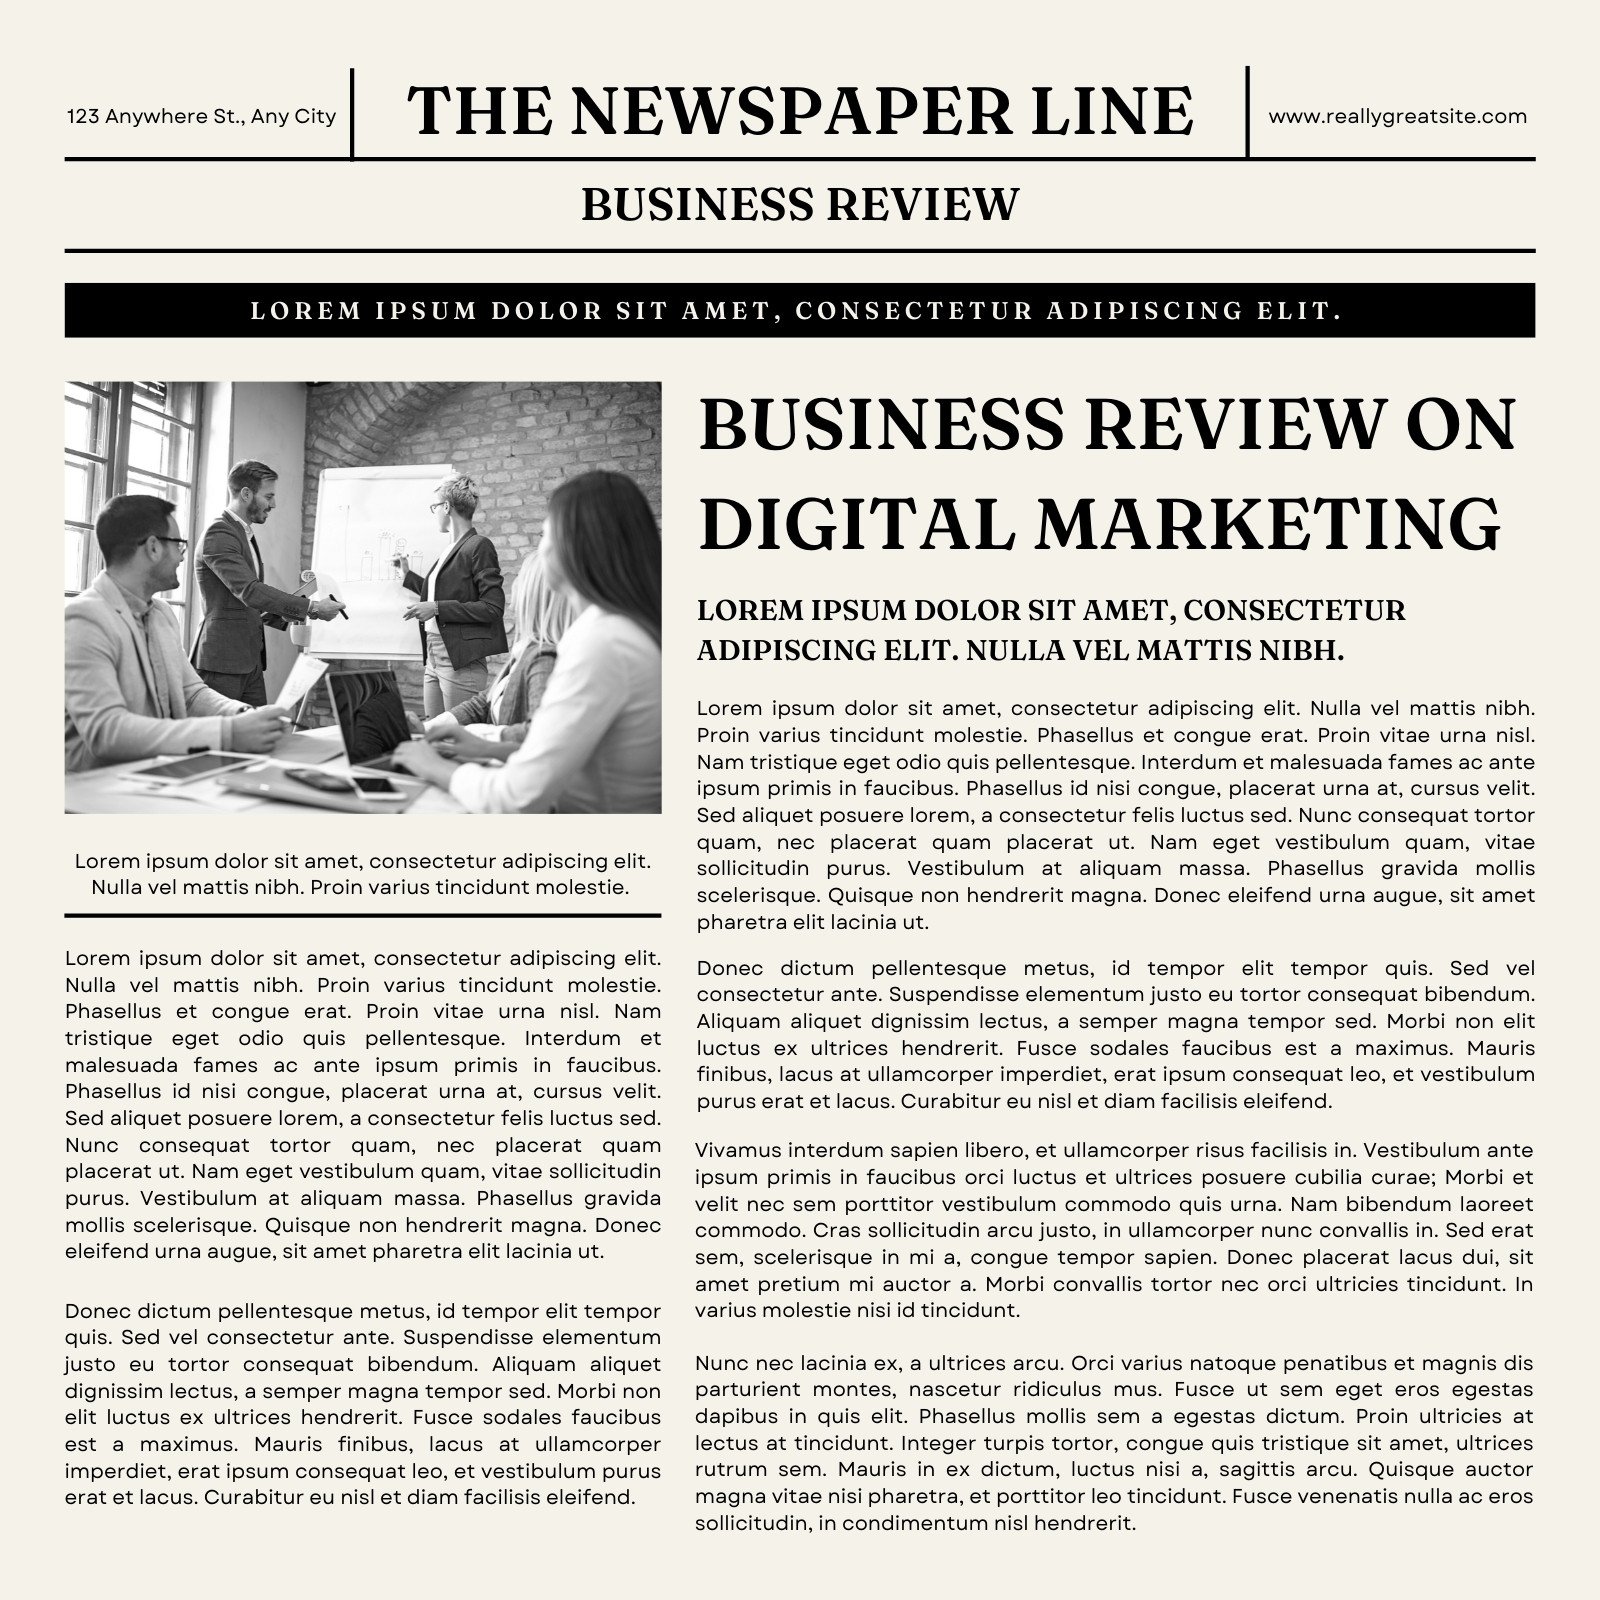 123 Anywhere St., Any City
THE NEWSPAPER LINE
www.reallygreatsite.com
BUSINESS REVIEW
LOREM IPSUM DOLOR SIT AMET, CONSECTETUR ADIPISCING ELIT.
Lorem ipsum dolor sit amet, consectetur adipiscing elit.
Nulla vel mattis nibh. Proin varius tincidunt molestie.
Lorem ipsum dolor sit amet, consectetur adipiscing elit.
Nulla vel mattis nibh. Proin varius tincidunt molestie.
Phasellus et congue erat. Proin vitae urna nisl. Nam
tristique eget odio quis pellentesque. Interdum et
malesuada fames ac ante ipsum primis in faucibus.
Phasellus id nisi congue, placerat urna at, cursus velit.
Sed aliquet posuere lorem, a consectetur felis luctus sed.
Nunc consequat tortor quam, nec placerat quam
placerat ut. Nam eget vestibulum quam, vitae sollicitudin
purus. Vestibulum at aliquam massa. Phasellus gravida
mollis scelerisque. Quisque non hendrerit magna. Donec
eleifend urna augue, sit amet pharetra elit lacinia ut.
Donec dictum pellentesque metus, id tempor elit tempor
quis. Sed vel consectetur ante. Suspendisse elementum
justo eu tortor consequat bibendum. Aliquam aliquet
dignissim lectus, a semper magna tempor sed. Morbi non
elit luctus ex ultrices hendrerit. Fusce sodales faucibus
est a maximus. Mauris finibus, lacus at ullamcorper
imperdiet, erat ipsum consequat leo, et vestibulum purus
erat et lacus. Curabitur eu nisl et diam facilisis eleifend.
BUSINESS REVIEW ON
DIGITAL MARKETING
LOREM IPSUM DOLOR SIT AMET, CONSECTETUR
ADIPISCING ELIT. NULLA VEL MATTIS NIBH.
Lorem ipsum dolor sit amet, consectetur adipiscing elit. Nulla vel mattis nibh.
Proin varius tincidunt molestie. Phasellus et congue erat. Proin vitae urna nisl.
Nam tristique eget odio quis pellentesque. Interdum et malesuada fames ac ante
ipsum primis in faucibus. Phasellus id nisi congue, placerat urna at, cursus velit.
Sed aliquet posuere lorem, a consectetur felis luctus sed. Nunc consequat tortor
quam, nec placerat quam placerat ut. Nam eget vestibulum quam, vitae
sollicitudin purus. Vestibulum at aliquam massa. Phasellus gravida mollis
scelerisque. Quisque non hendrerit magna. Donec eleifend urna augue, sit amet
pharetra elit lacinia ut.
Donec dictum pellentesque metus, id tempor elit tempor quis. Sed vel
consectetur ante. Suspendisse elementum justo eu tortor consequat bibendum.
Aliquam aliquet dignissim lectus, a semper magna tempor sed. Morbi non elit
luctus ex ultrices hendrerit. Fusce sodales faucibus est a maximus. Mauris
finibus, lacus at ullamcorper imperdiet, erat ipsum consequat leo, et vestibulum
purus erat et lacus. Curabitur eu nisl et diam facilisis eleifend.
Vivamus interdum sapien libero, et ullamcorper risus facilisis in. Vestibulum ante
ipsum primis in faucibus orci luctus et ultrices posuere cubilia curae; Morbi et
velit nec sem porttitor vestibulum commodo quis urna. Nam bibendum laoreet
commodo. Cras sollicitudin arcu justo, in ullamcorper nunc convallis in. Sed erat
sem, scelerisque in mi a, congue tempor sapien. Donec placerat lacus dui, sit
amet pretium mi auctor a. Morbi convallis tortor nec orci ultricies tincidunt. In
varius molestie nisi id tincidunt.
Nunc nec lacinia ex, a ultrices arcu. Orci varius natoque penatibus et magnis dis
parturient montes, nascetur ridiculus mus. Fusce ut sem eget eros egestas
dapibus in quis elit. Phasellus mollis sem a egestas dictum. Proin ultricies at
lectus at tincidunt. Integer turpis tortor, congue quis tristique sit amet, ultrices
rutrum sem. Mauris in ex dictum, luctus nisi a, sagittis arcu. Quisque auctor
magna vitae nisi pharetra, et porttitor leo tincidunt. Fusce venenatis nulla ac eros
sollicitudin, in condimentum nisl hendrerit.